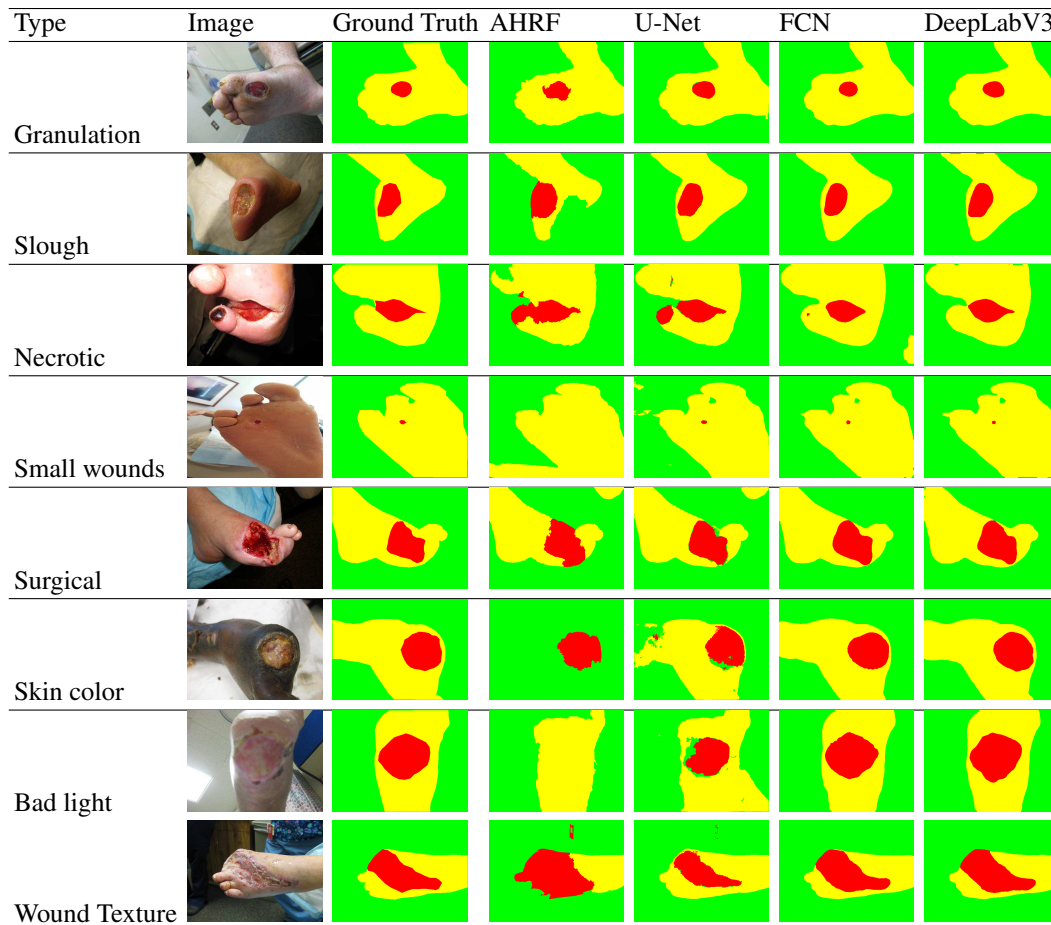 Type Image Ground Truth AHRF U-Net FCN DeepLabV3
Granulation
Slough
Necrotic
Small wounds
Surgical
Skin color
Bad light
Wound Texture